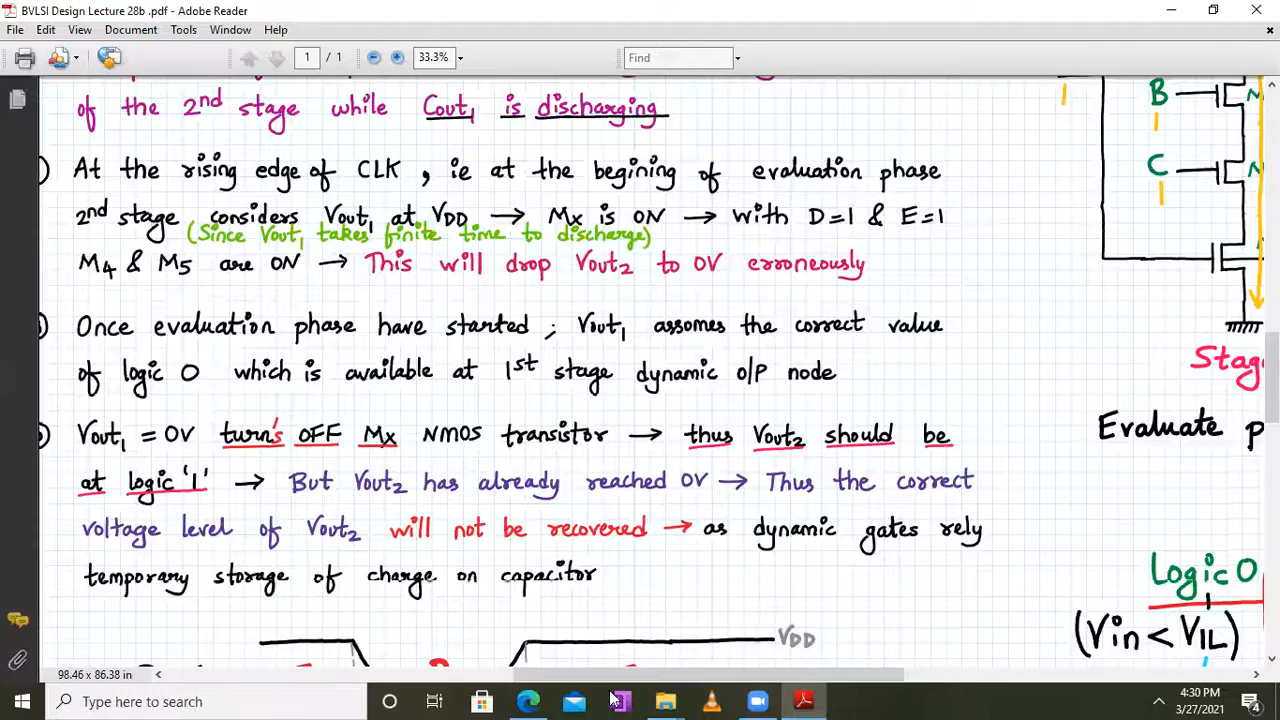 BVLSI Design Lecture 28b .pdf - Adobe Reader
File Edit View Document Tools Window Help
1 / 1 33.3% Find
of the 2nd stage while Cout1 is discharging
At the rising edge of CLK , ie at the begining of evaluation phase
2nd stage considers Vout1 at VDD → Mx is ON → with D=1 & E=1
(Since Vout1 takes finite time to discharge)
M4 & M5 are ON → This will drop Vout2 to 0V erroneously
Once evaluation phase have started ; Vout1 assumes the correct value
of logic 0 which is available at 1st stage dynamic o/p node
Vout1 = 0V turn's OFF Mx NMOS transistor → thus Vout2 should be
at logic '1' → But Vout2 has already reached 0V → Thus the correct
voltage level of Vout2 will not be recovered → as dynamic gates rely
temporary storage of charge on capacitor
VDD
B
C
Stag
Evaluate p
Logic 0
(Vin < VIL)
98.46 x 86.38 in
Type here to search
4:30 PM
3/27/2021
4